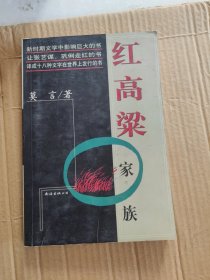 新时期文学中影响巨大的书
让张艺谋、巩俐走红的书
译成十八种文字在世界上发行的书
莫言/著
红高粱
家
族